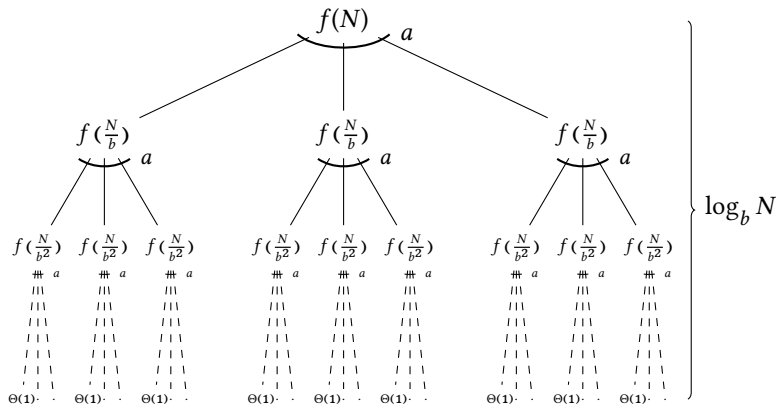 f(N) a
f(N/b) a f(N/b) a f(N/b) a
log_b N
f(N/b²) f(N/b²) f(N/b²) f(N/b²) f(N/b²) f(N/b²) f(N/b²) f(N/b²) f(N/b²)
a a a a a a a a a
Θ(1)· · Θ(1)· · Θ(1)· · Θ(1)· · Θ(1)· · Θ(1)· · Θ(1)· · Θ(1)· · Θ(1)· ·